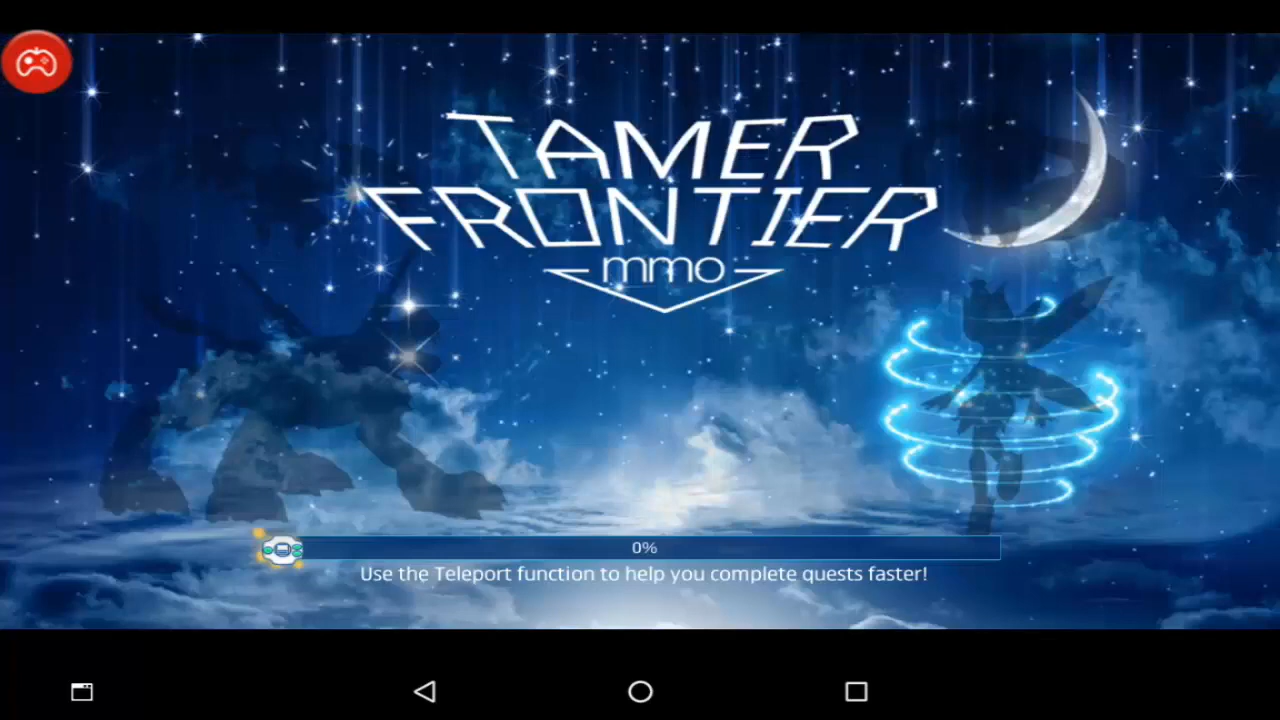 TAMER
FRONTIER
mmo
0%
Use the Teleport function to help you complete quests faster!